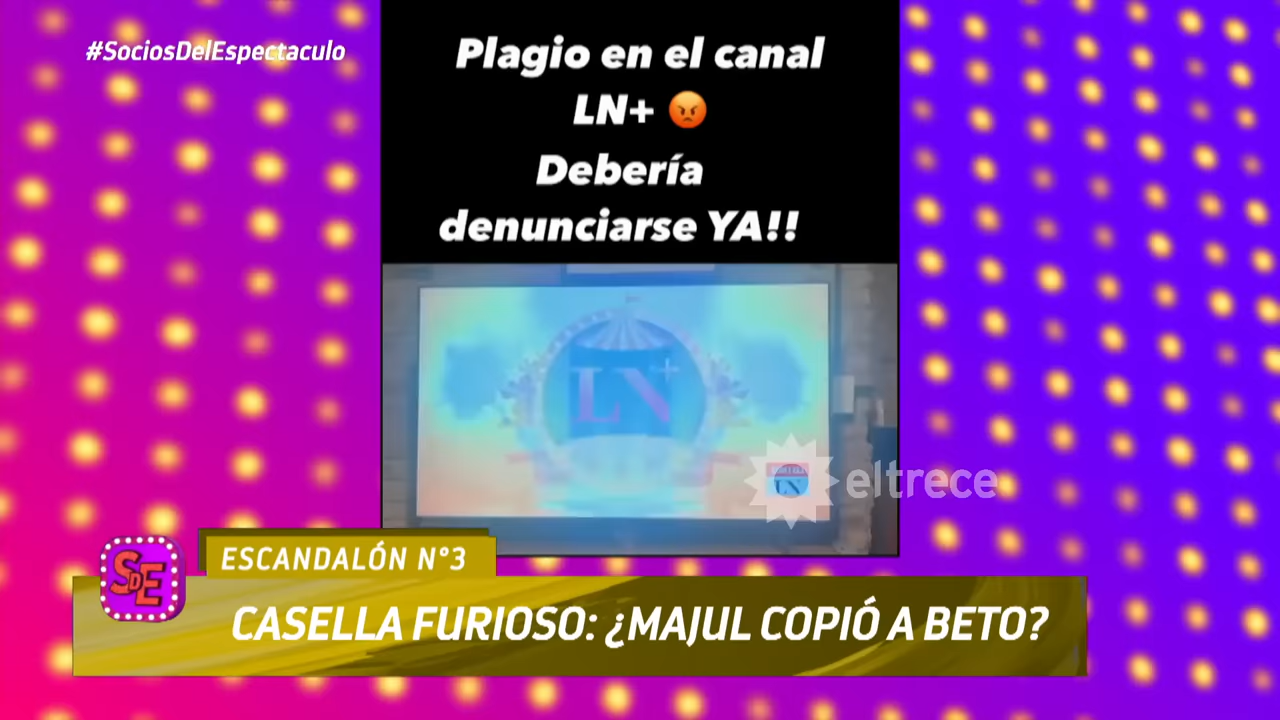 #SociosDelEspectaculo
Plagio en el canal
LN+ 😡
Debería
denunciarse YA!!
LN+
LN
eltrece
ESCANDALÓN N°3
SDE
CASELLA FURIOSO: ¿MAJUL COPIÓ A BETO?